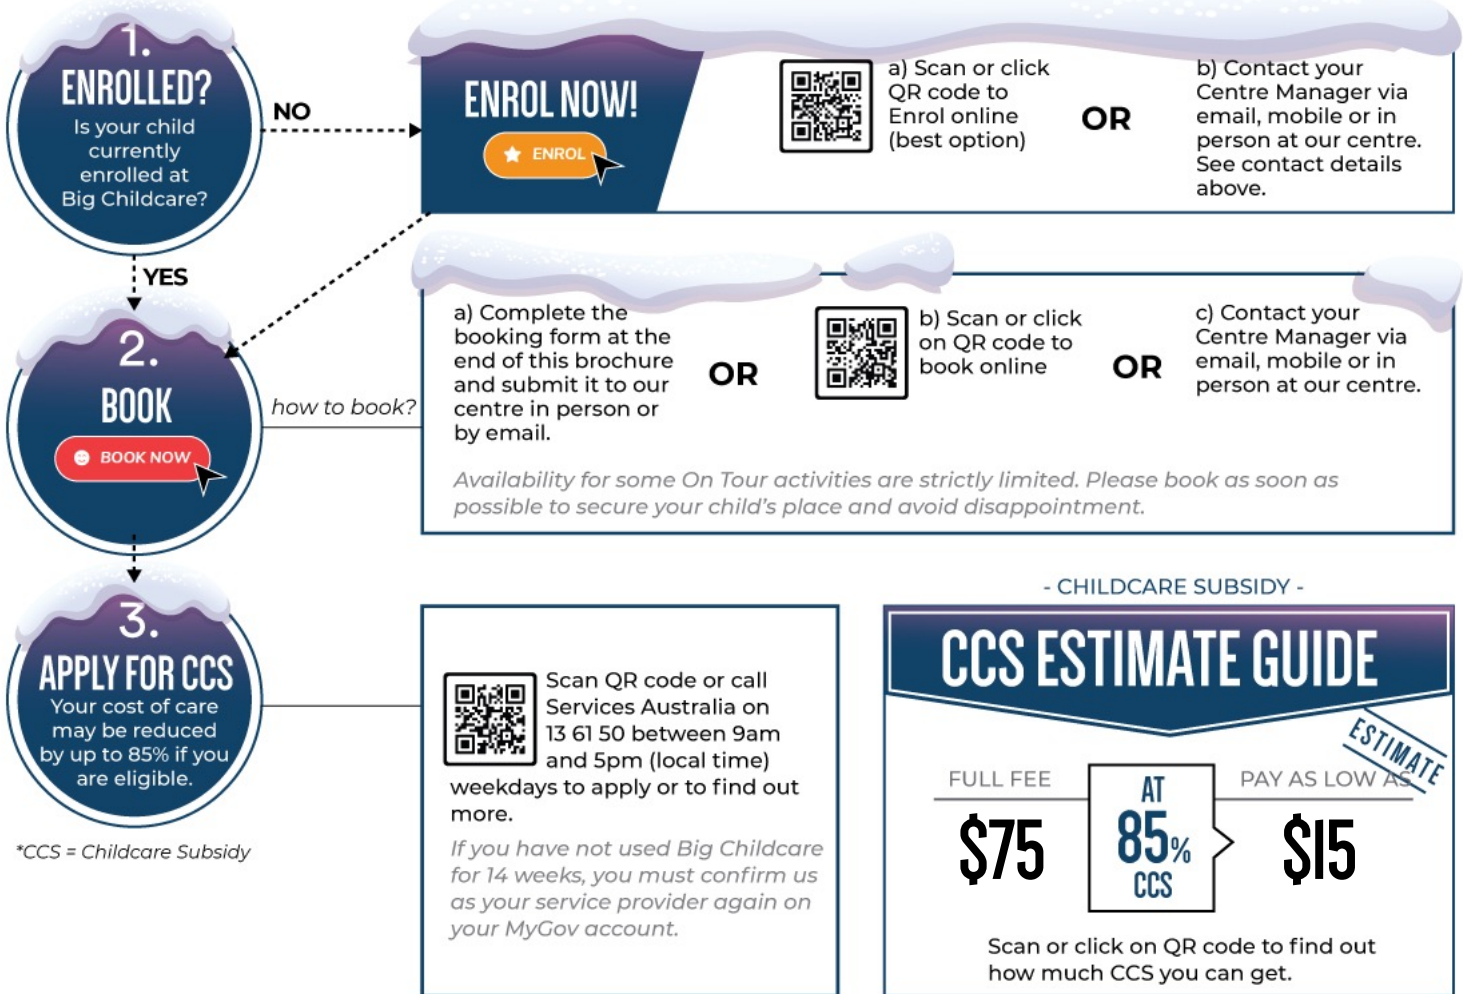 1.
ENROLLED?
Is your child
currently
enrolled at
Big Childcare?
NO
YES
ENROL NOW!
ENROL
a) Scan or click
QR code to
Enrol online
(best option)
OR
b) Contact your
Centre Manager via
email, mobile or in
person at our centre.
See contact details
above.
2.
BOOK
BOOK NOW
how to book?
a) Complete the
booking form at the
end of this brochure
and submit it to our
centre in person or
by email.
OR
b) Scan or click
on QR code to
book online
OR
c) Contact your
Centre Manager via
email, mobile or in
person at our centre.
Availability for some On Tour activities are strictly limited. Please book as soon as
possible to secure your child's place and avoid disappointment.
3.
APPLY FOR CCS
Your cost of care
may be reduced
by up to 85% if you
are eligible.
*CCS = Childcare Subsidy
Scan QR code or call
Services Australia on
13 61 50 between 9am
and 5pm (local time)
weekdays to apply or to find out
more.
If you have not used Big Childcare
for 14 weeks, you must confirm us
as your service provider again on
your MyGov account.
- CHILDCARE SUBSIDY -
CCS ESTIMATE GUIDE
ESTIMATE
FULL FEE
$75
AT
85%
CCS
PAY AS LOW AS
$15
Scan or click on QR code to find out
how much CCS you can get.